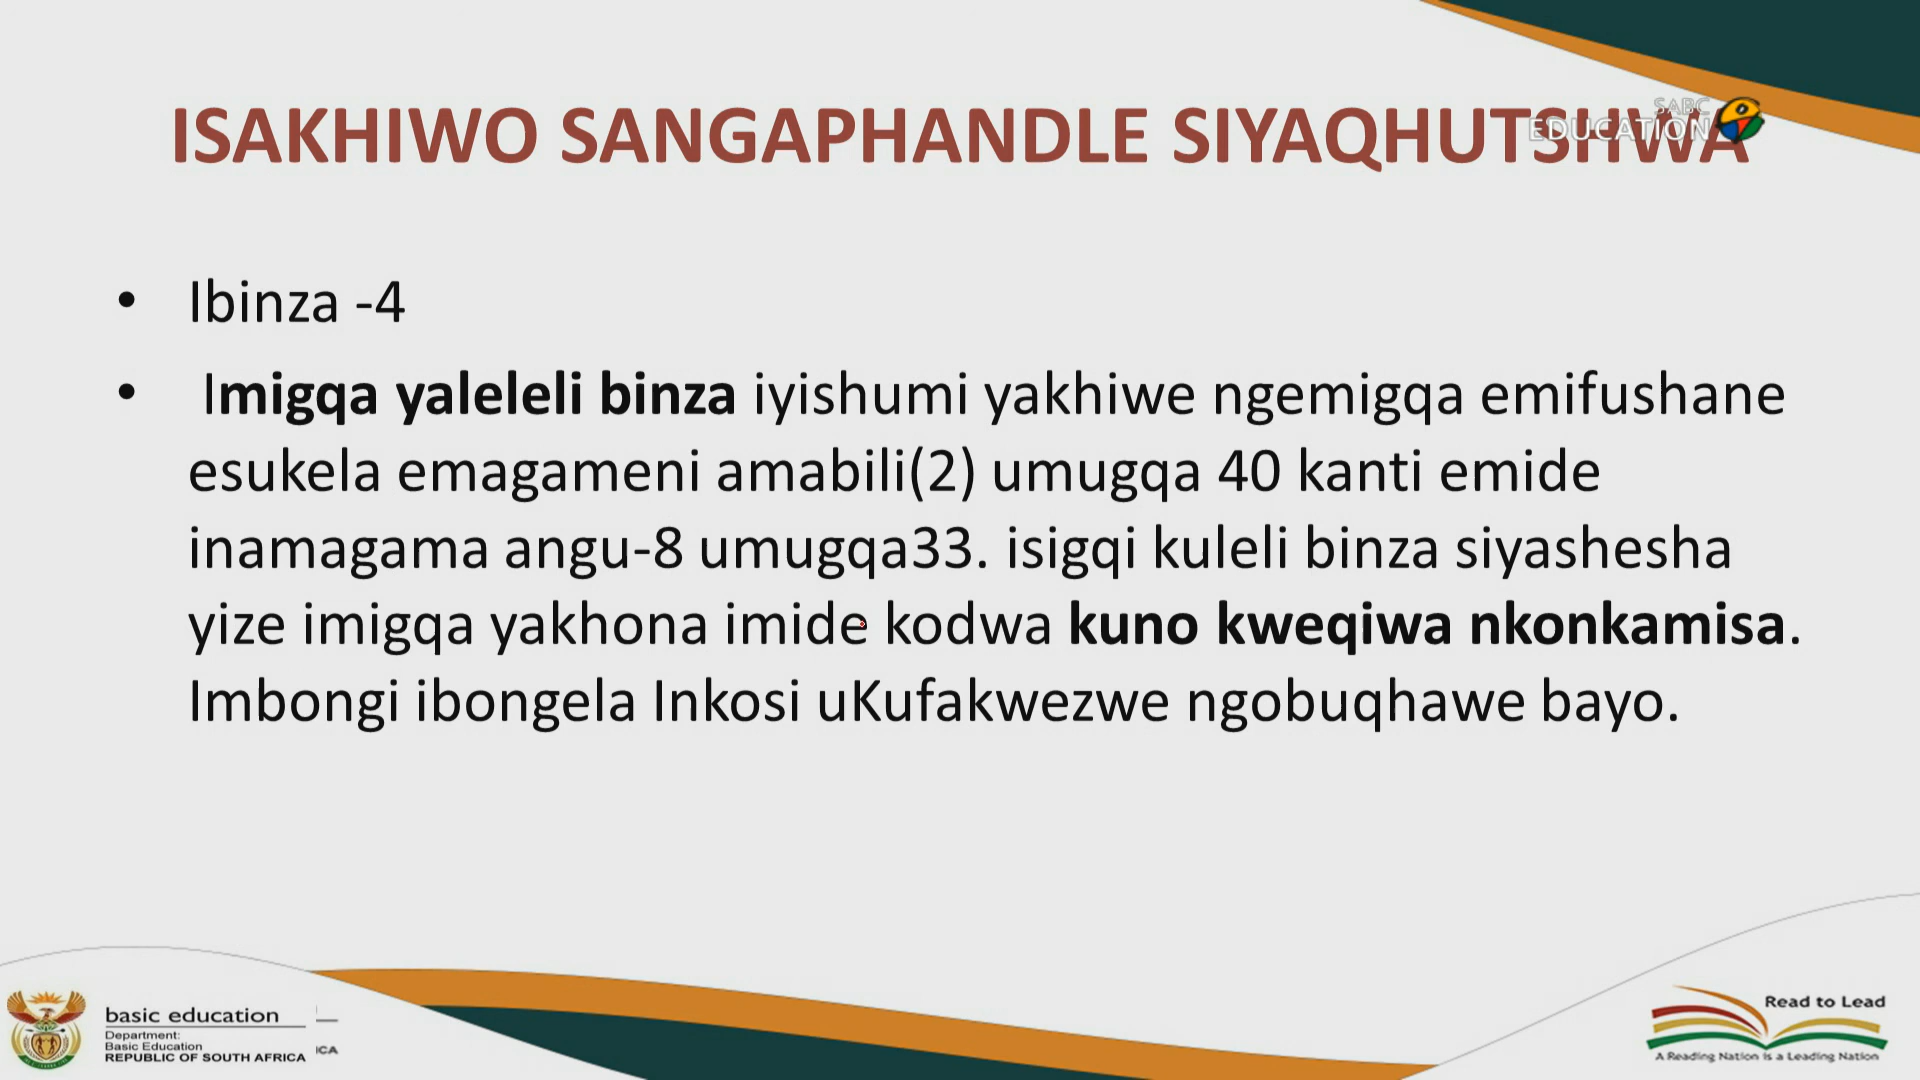 SABC
EDUCATION
ISAKHIWO SANGAPHANDLE SIYAQHUTSHWA
• Ibinza -4
• Imigqa yaleleli binza iyishumi yakhiwe ngemigqa emifushane
esukela emagameni amabili(2) umugqa 40 kanti emide
inamagama angu-8 umugqa33. isigqi kuleli binza siyashesha
yize imigqa yakhona imide kodwa kuno kweqiwa nkonkamisa.
Imbongi ibongela Inkosi uKufakwezwe ngobuqhawe bayo.
basic education
Department:
Basic Education
REPUBLIC OF SOUTH AFRICA
ICA
Read to Lead
A Reading Nation is a Leading Nation